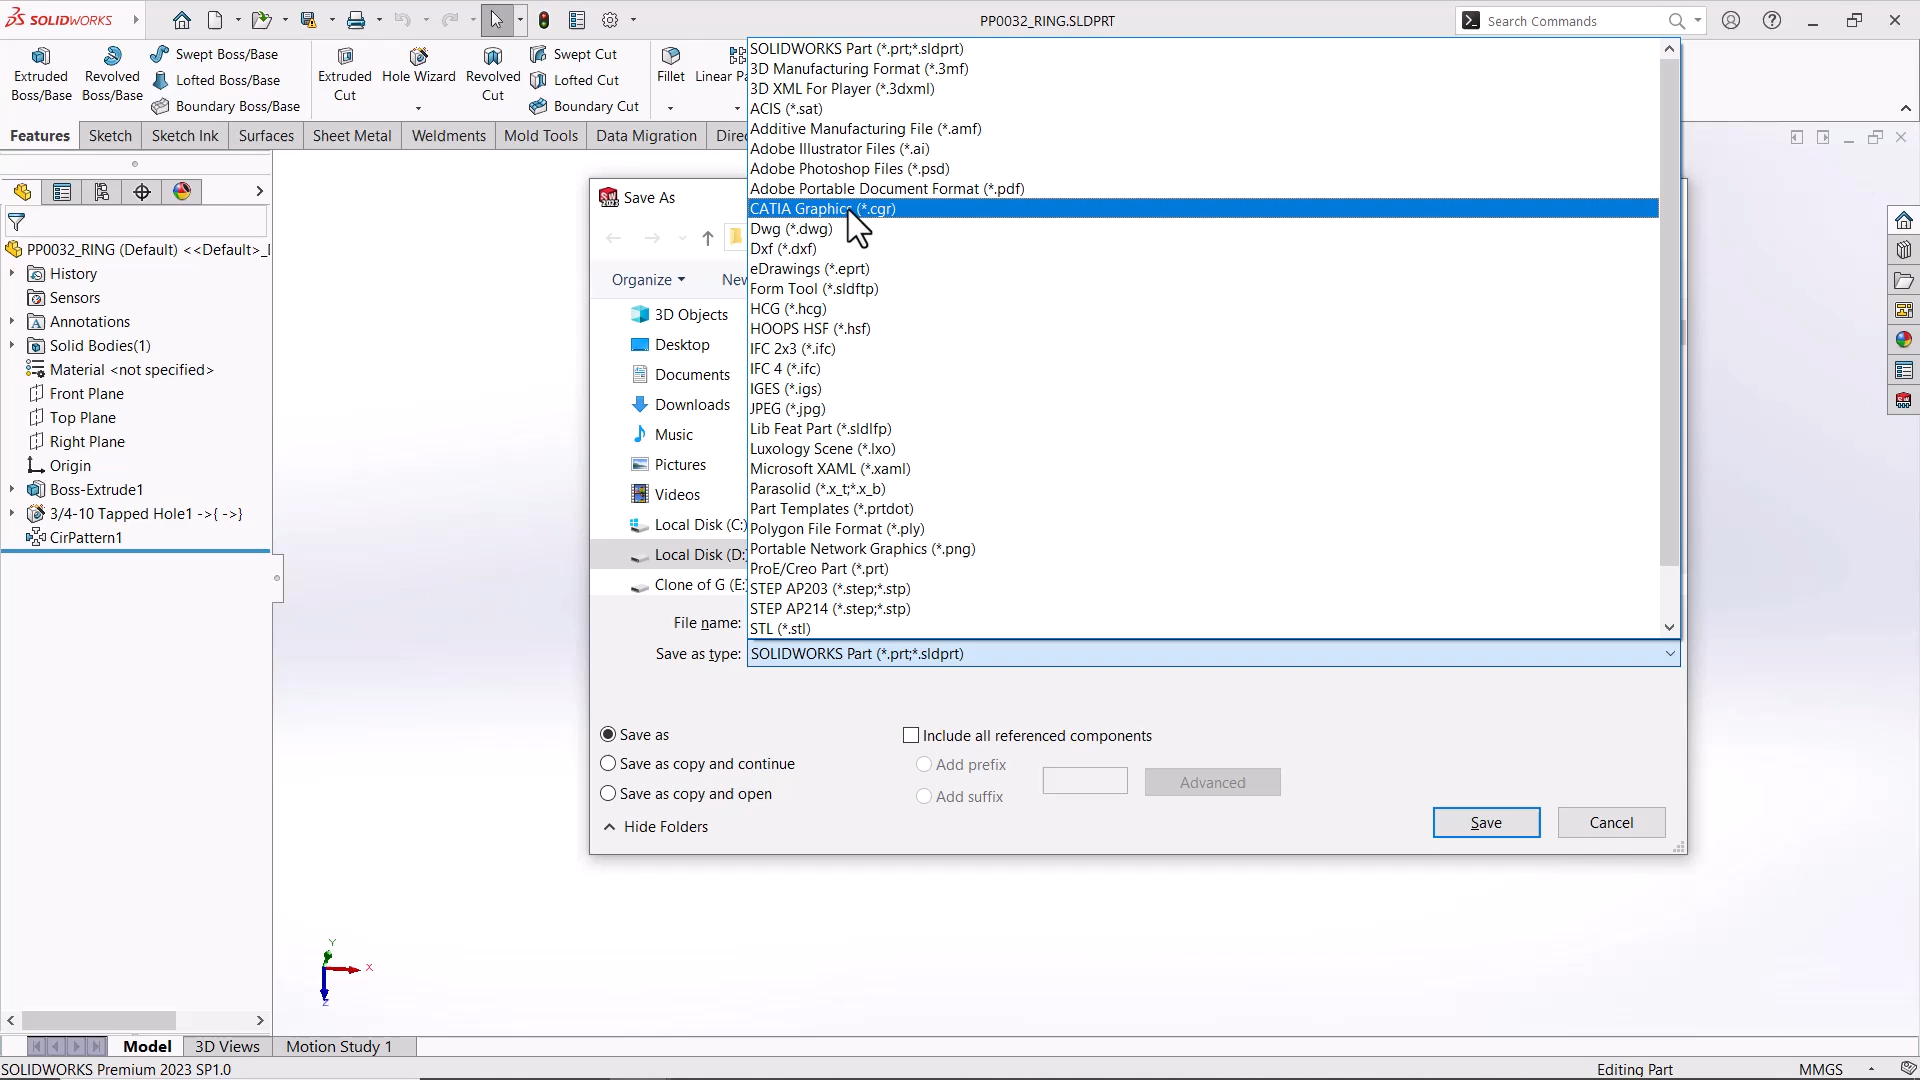 SOLIDWORKS
PP0032_RING.SLDPRT
Search Commands
Extruded Boss/Base
Revolved Boss/Base
Swept Boss/Base
Lofted Boss/Base
Boundary Boss/Base
Extruded Cut
Hole Wizard
Revolved Cut
Swept Cut
Lofted Cut
Boundary Cut
Fillet
Linear Pa
Features
Sketch
Sketch Ink
Surfaces
Sheet Metal
Weldments
Mold Tools
Data Migration
Direc
PP0032_RING (Default) <<Default>_I
History
Sensors
Annotations
Solid Bodies(1)
Material <not specified>
Front Plane
Top Plane
Right Plane
Origin
Boss-Extrude1
3/4-10 Tapped Hole1 ->{ ->}
CirPattern1
Save As
Organize
New
3D Objects
Desktop
Documents
Downloads
Music
Pictures
Videos
Local Disk (C:)
Local Disk (D:)
Clone of G (E:
SOLIDWORKS Part (*.prt;*.sldprt)
3D Manufacturing Format (*.3mf)
3D XML For Player (*.3dxml)
ACIS (*.sat)
Additive Manufacturing File (*.amf)
Adobe Illustrator Files (*.ai)
Adobe Photoshop Files (*.psd)
Adobe Portable Document Format (*.pdf)
CATIA Graphics (*.cgr)
Dwg (*.dwg)
Dxf (*.dxf)
eDrawings (*.eprt)
Form Tool (*.sldftp)
HCG (*.hcg)
HOOPS HSF (*.hsf)
IFC 2x3 (*.ifc)
IFC 4 (*.ifc)
IGES (*.igs)
JPEG (*.jpg)
Lib Feat Part (*.sldlfp)
Luxology Scene (*.lxo)
Microsoft XAML (*.xaml)
Parasolid (*.x_t;*.x_b)
Part Templates (*.prtdot)
Polygon File Format (*.ply)
Portable Network Graphics (*.png)
ProE/Creo Part (*.prt)
STEP AP203 (*.step;*.stp)
STEP AP214 (*.step;*.stp)
STL (*.stl)
File name:
Save as type: SOLIDWORKS Part (*.prt;*.sldprt)
Save as
Save as copy and continue
Save as copy and open
Include all referenced components
Add prefix
Add suffix
Advanced
Hide Folders
Save
Cancel
Y
X
Z
Model
3D Views
Motion Study 1
SOLIDWORKS Premium 2023 SP1.0
Editing Part
MMGS